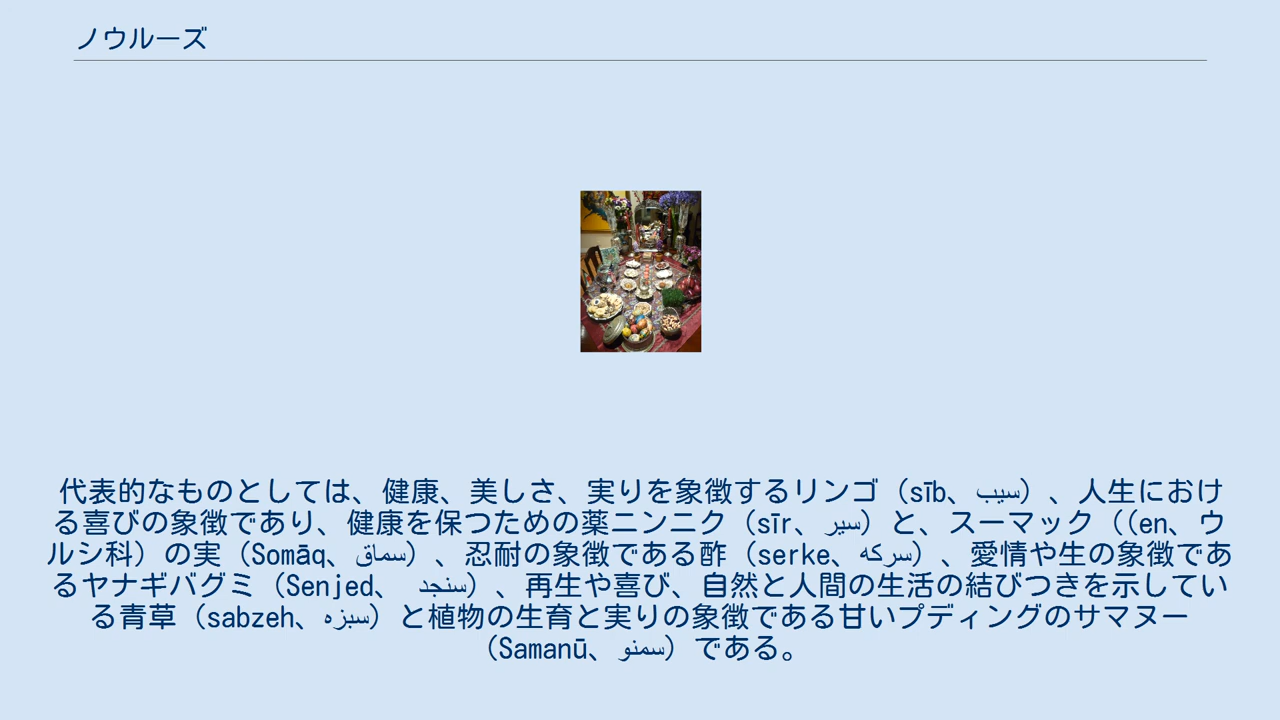 ノウルーズ
代表的なものとしては、健康、美しさ、実りを象徴するリンゴ（sīb、سیب）、人生におけ
る喜びの象徴であり、健康を保つための薬ニンニク（sīr、سیر）と、スーマック（(en、ウ
ルシ科）の実（Somāq、سماق）、忍耐の象徴である酢（serke、سرکه）、愛情や生の象徴であ
るヤナギバグミ（Senjed、 سنجد）、再生や喜び、自然と人間の生活の結びつきを示してい
る青草（sabzeh、سبزه）と植物の生育と実りの象徴である甘いプディングのサマヌー
（Samanū、سمنو）である。